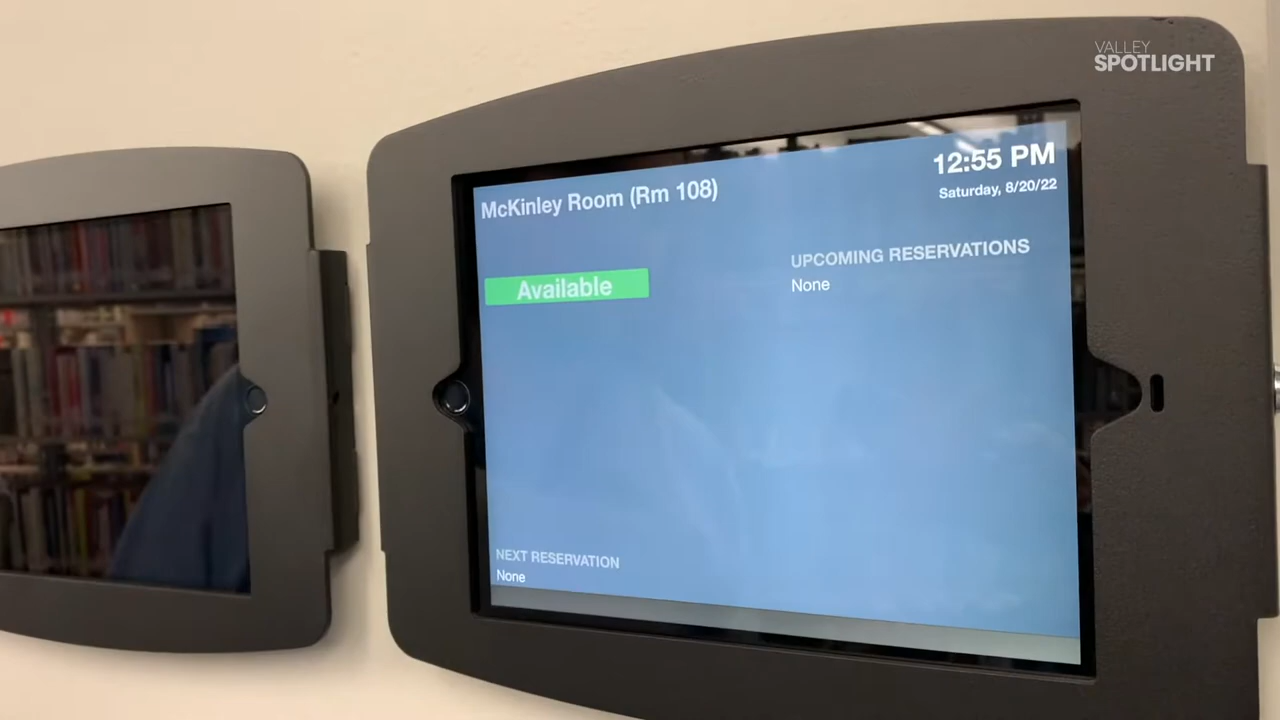 VALLEY
SPOTLIGHT
12:55 PM
Saturday, 8/20/22
McKinley Room (Rm 108)
UPCOMING RESERVATIONS
None
Available
NEXT RESERVATION
None